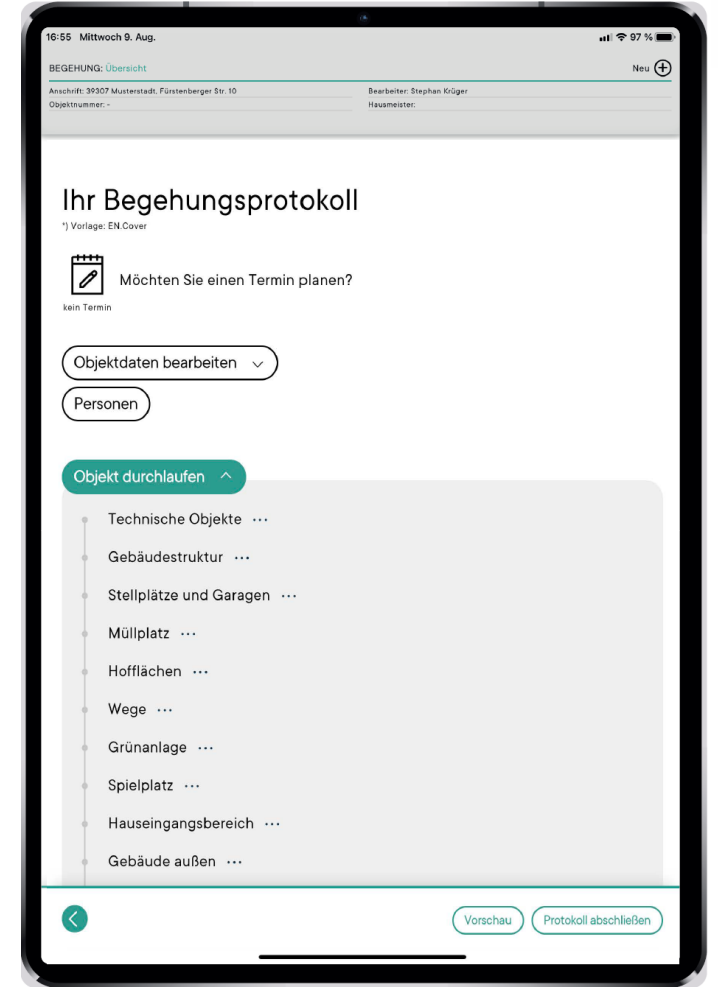 16:55 Mittwoch 9. Aug. 97 %
BEGEHUNG: Übersicht Neu
Anschrift: 39307 Musterstadt, Fürstenberger Str. 10 Bearbeiter: Stephan Krüger
Objektnummer: - Hausmeister:
Ihr Begehungsprotokoll
*) Vorlage: EN.Cover
Möchten Sie einen Termin planen?
kein Termin
Objektdaten bearbeiten
Personen
Objekt durchlaufen
Technische Objekte ...
Gebäudestruktur ...
Stellplätze und Garagen ...
Müllplatz ...
Hofflächen ...
Wege ...
Grünanlage ...
Spielplatz ...
Hauseingangsbereich ...
Gebäude außen ...
Vorschau Protokoll abschließen